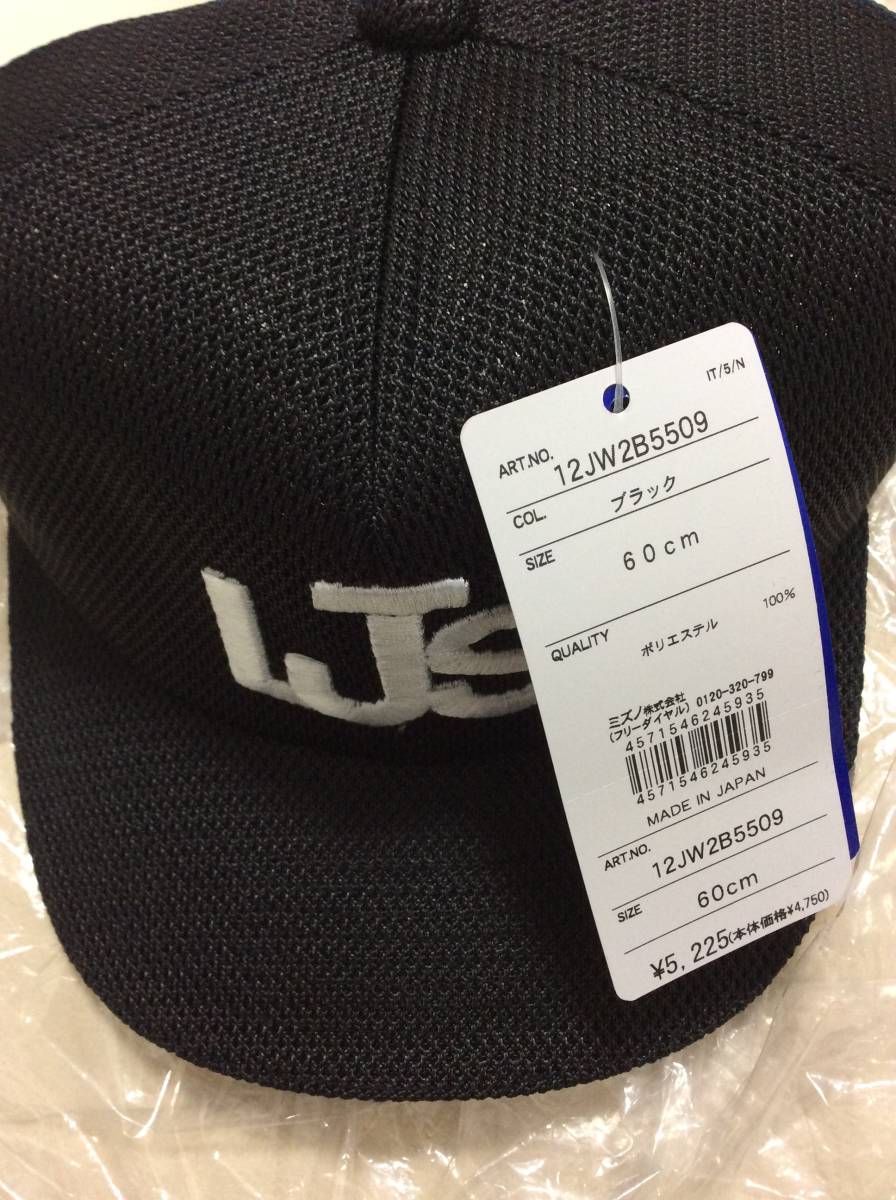 IT/5/N
ART.NO. 12JW2B5509
COL. ブラック
SIZE 60cm
QUALITY ポリエステル 100%
ミズノ株式会社
(フリーダイヤル) 0120-320-799
4571546245935
4571546245935
MADE IN JAPAN
ART.NO. 12JW2B5509
SIZE 60cm
¥5,225(本体価格¥4,750)